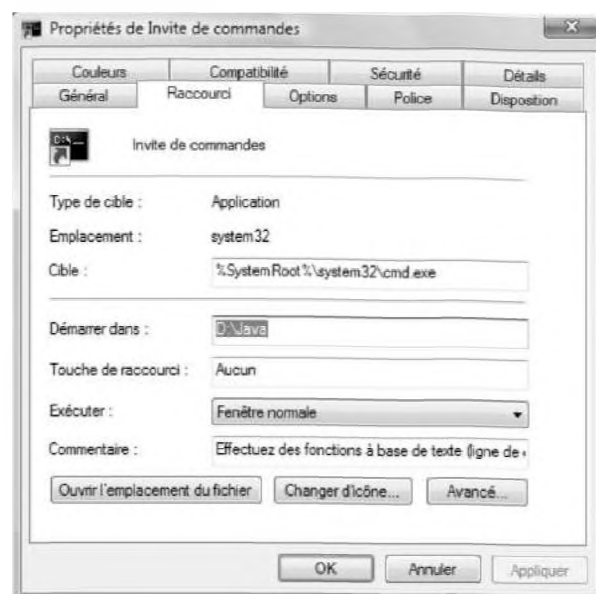 Propriétés de Invite de commandes
Couleurs Compatibilité Sécurité Détails
Général Raccourci Options Police Disposition
Invite de commandes
Type de cible : Application
Emplacement : system32
Cible : %SystemRoot%\system32\cmd.exe
Démarrer dans : D:\Java
Touche de raccourci : Aucun
Exécuter : Fenêtre normale
Commentaire : Effectuez des fonctions à base de texte (ligne de
Ouvrir l'emplacement du fichier Changer d'icône... Avancé...
OK Annuler Appliquer